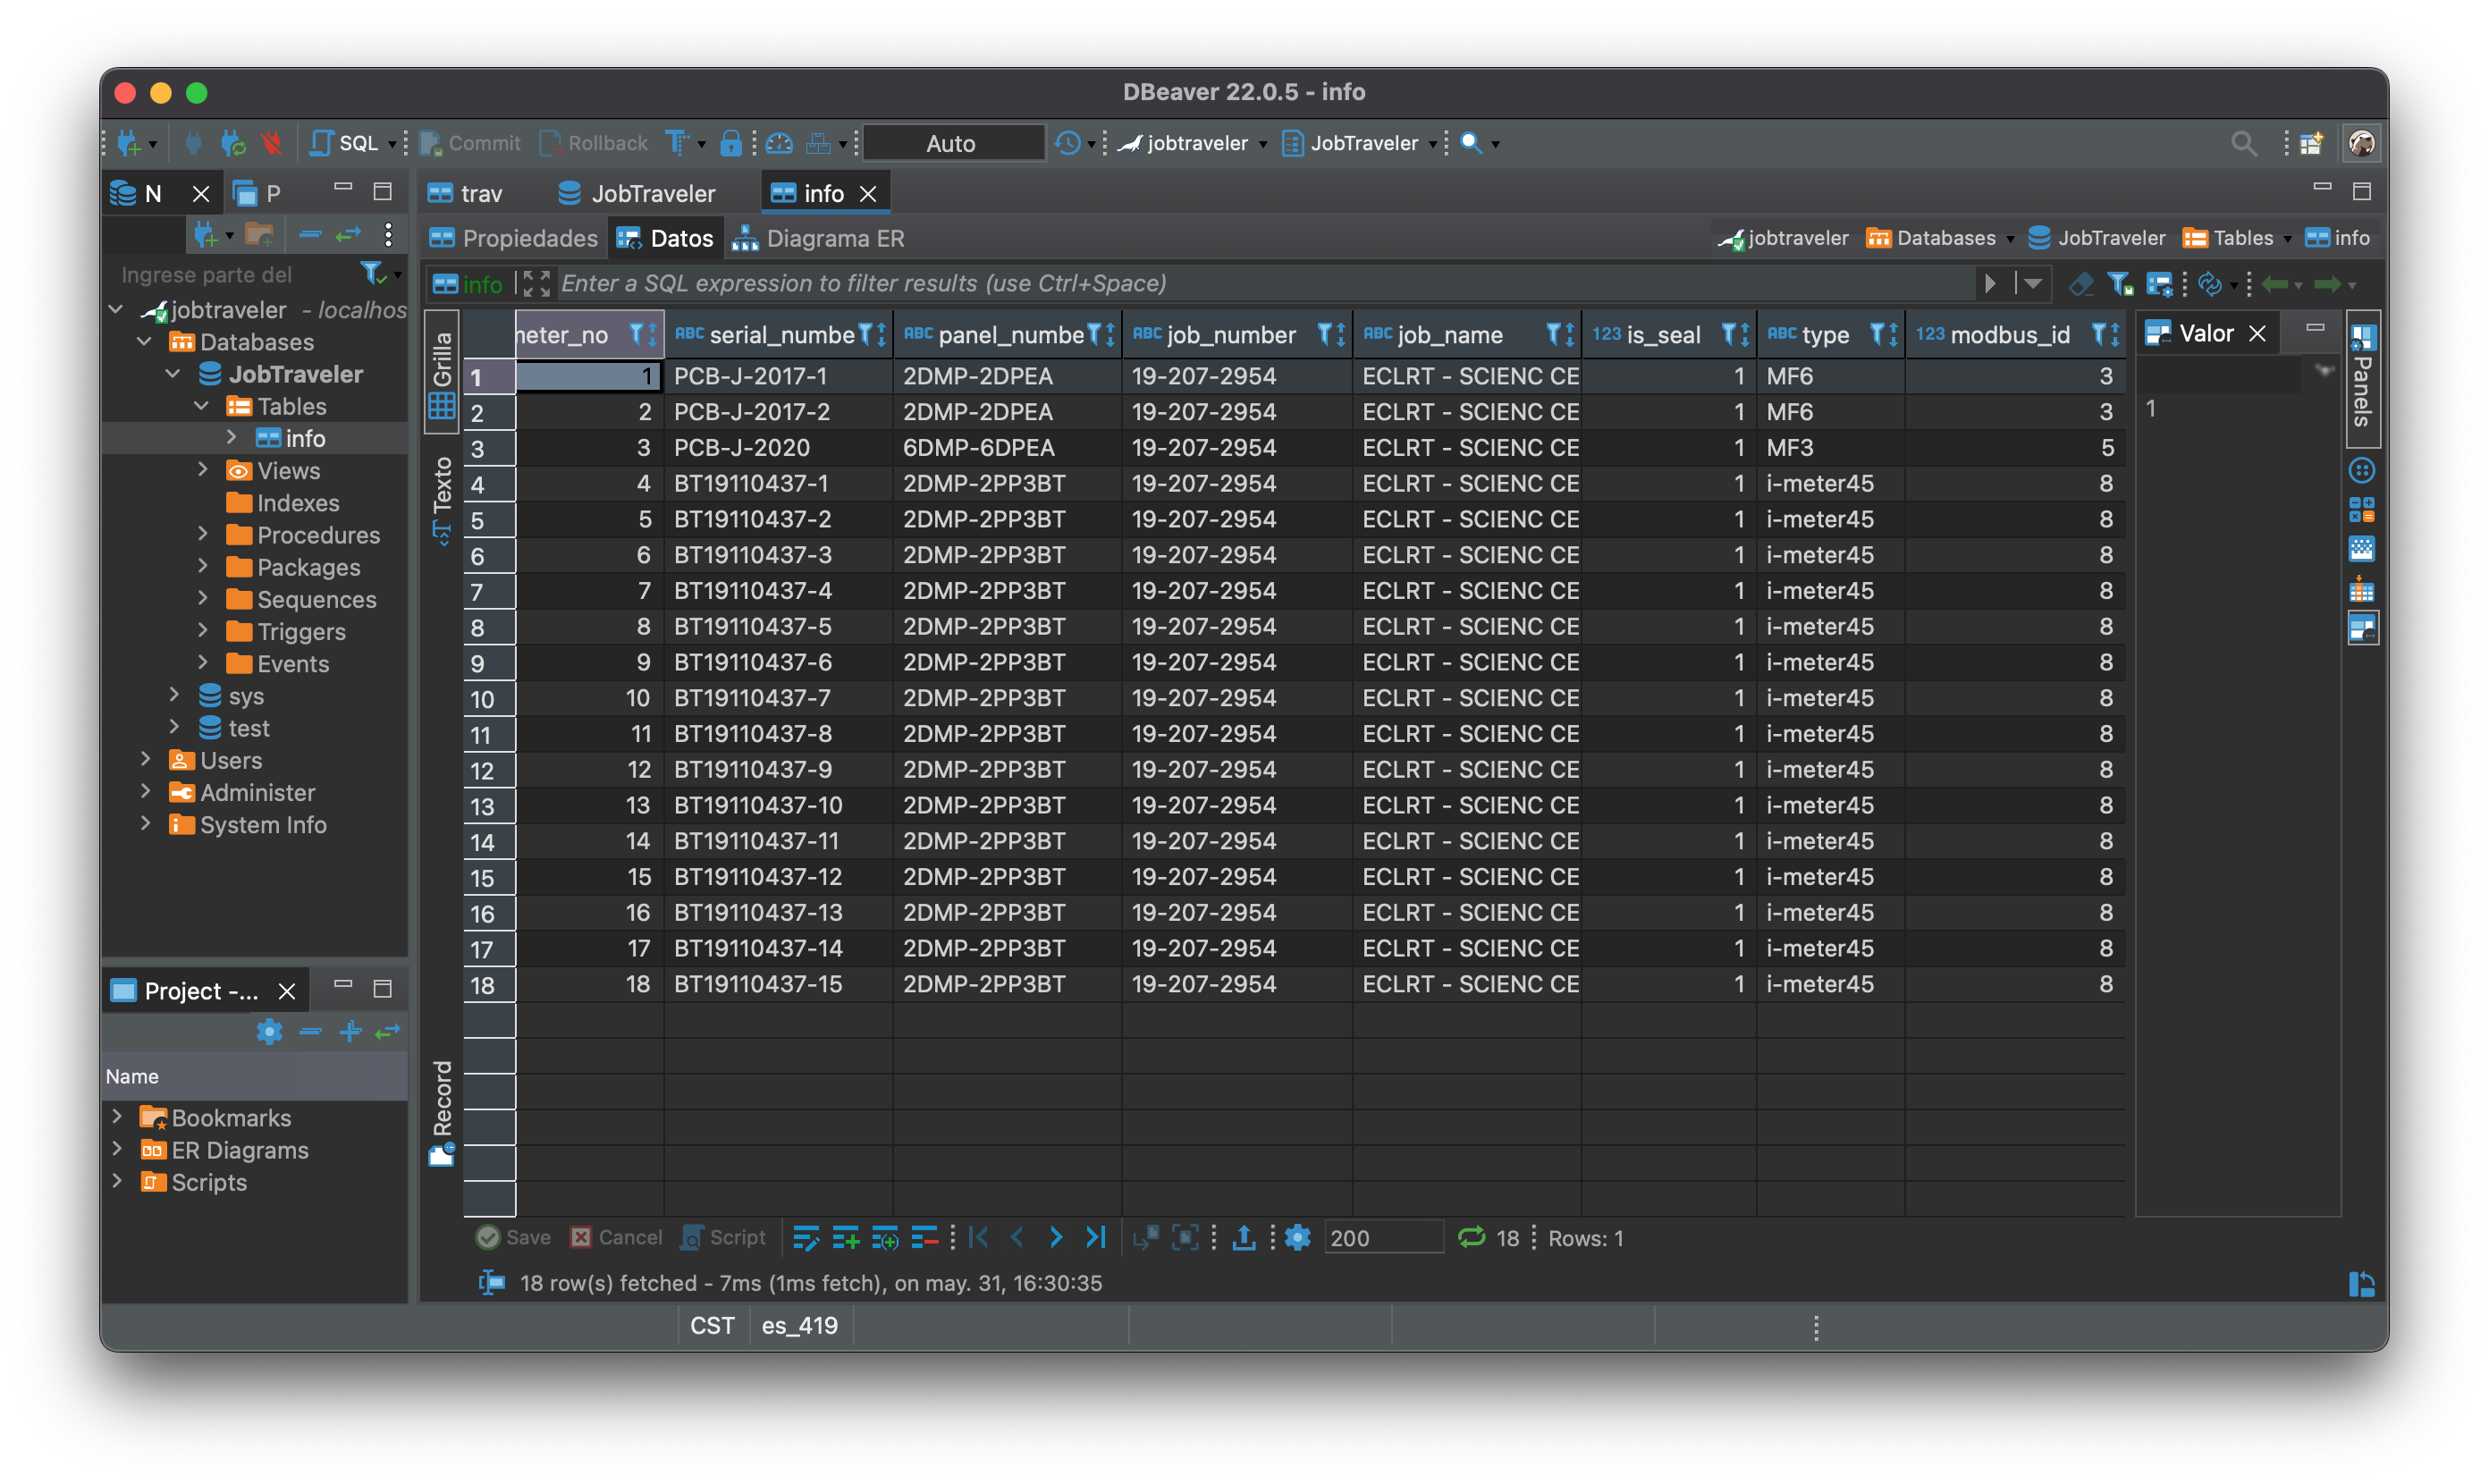 DBeaver 22.0.5 - info
SQL Commit Rollback Auto jobtraveler JobTraveler
N P trav JobTraveler info
Propiedades Datos Diagrama ER jobtraveler Databases JobTraveler Tables info
Ingrese parte del
info Enter a SQL expression to filter results (use Ctrl+Space)
jobtraveler - localhos
Databases
JobTraveler
Tables
info
Views
Indexes
Procedures
Packages
Sequences
Triggers
Events
sys
test
Users
Administer
System Info
Project -...
Name
Bookmarks
ER Diagrams
Scripts
Grilla
Texto
Record
neter_no ABC serial_numbe ABC panel_numbe ABC job_number ABC job_name 123 is_seal ABC type 123 modbus_id
1 1 PCB-J-2017-1 2DMP-2DPEA 19-207-2954 ECLRT - SCIENC CE 1 MF6 3
2 2 PCB-J-2017-2 2DMP-2DPEA 19-207-2954 ECLRT - SCIENC CE 1 MF6 3
3 3 PCB-J-2020 6DMP-6DPEA 19-207-2954 ECLRT - SCIENC CE 1 MF3 5
4 4 BT19110437-1 2DMP-2PP3BT 19-207-2954 ECLRT - SCIENC CE 1 i-meter45 8
5 5 BT19110437-2 2DMP-2PP3BT 19-207-2954 ECLRT - SCIENC CE 1 i-meter45 8
6 6 BT19110437-3 2DMP-2PP3BT 19-207-2954 ECLRT - SCIENC CE 1 i-meter45 8
7 7 BT19110437-4 2DMP-2PP3BT 19-207-2954 ECLRT - SCIENC CE 1 i-meter45 8
8 8 BT19110437-5 2DMP-2PP3BT 19-207-2954 ECLRT - SCIENC CE 1 i-meter45 8
9 9 BT19110437-6 2DMP-2PP3BT 19-207-2954 ECLRT - SCIENC CE 1 i-meter45 8
10 10 BT19110437-7 2DMP-2PP3BT 19-207-2954 ECLRT - SCIENC CE 1 i-meter45 8
11 11 BT19110437-8 2DMP-2PP3BT 19-207-2954 ECLRT - SCIENC CE 1 i-meter45 8
12 12 BT19110437-9 2DMP-2PP3BT 19-207-2954 ECLRT - SCIENC CE 1 i-meter45 8
13 13 BT19110437-10 2DMP-2PP3BT 19-207-2954 ECLRT - SCIENC CE 1 i-meter45 8
14 14 BT19110437-11 2DMP-2PP3BT 19-207-2954 ECLRT - SCIENC CE 1 i-meter45 8
15 15 BT19110437-12 2DMP-2PP3BT 19-207-2954 ECLRT - SCIENC CE 1 i-meter45 8
16 16 BT19110437-13 2DMP-2PP3BT 19-207-2954 ECLRT - SCIENC CE 1 i-meter45 8
17 17 BT19110437-14 2DMP-2PP3BT 19-207-2954 ECLRT - SCIENC CE 1 i-meter45 8
18 18 BT19110437-15 2DMP-2PP3BT 19-207-2954 ECLRT - SCIENC CE 1 i-meter45 8
Valor
1
Panels
Save Cancel Script 200 18 Rows: 1
18 row(s) fetched - 7ms (1ms fetch), on may. 31, 16:30:35
CST es_419